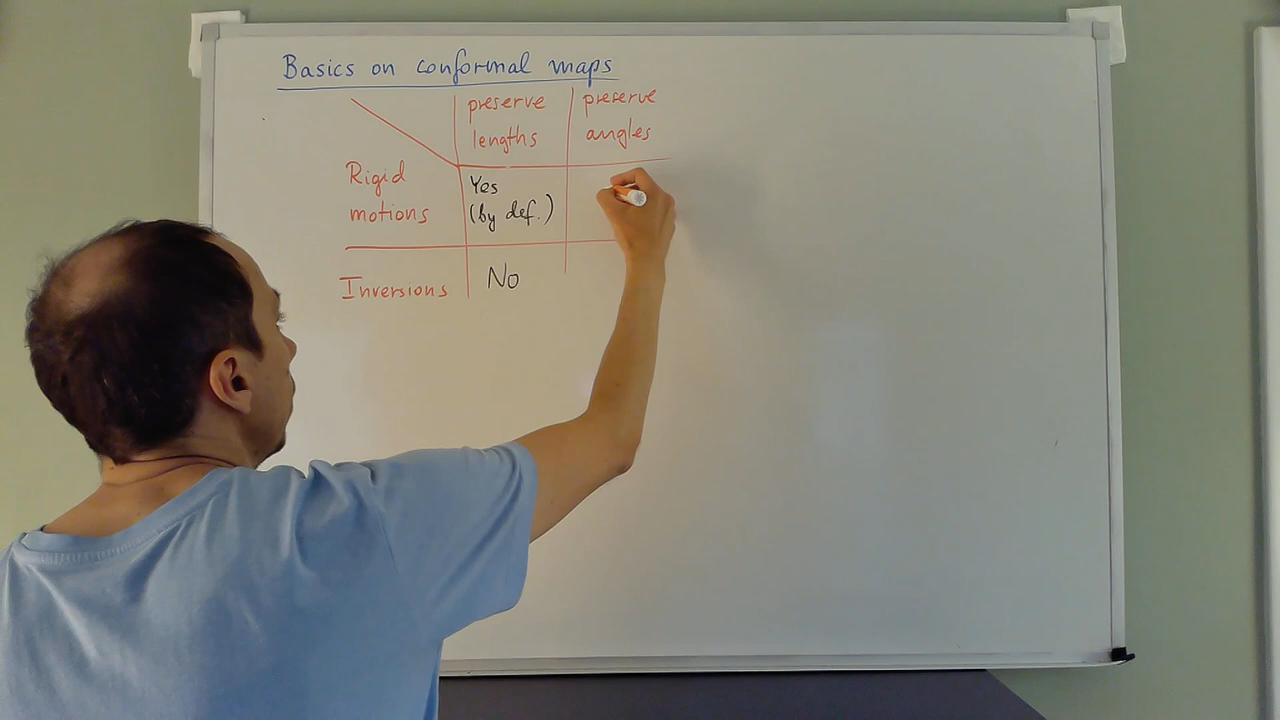 Basics on conformal maps
preserve lengths
preserve angles
Rigid motions
Yes (by def.)
Inversions
No